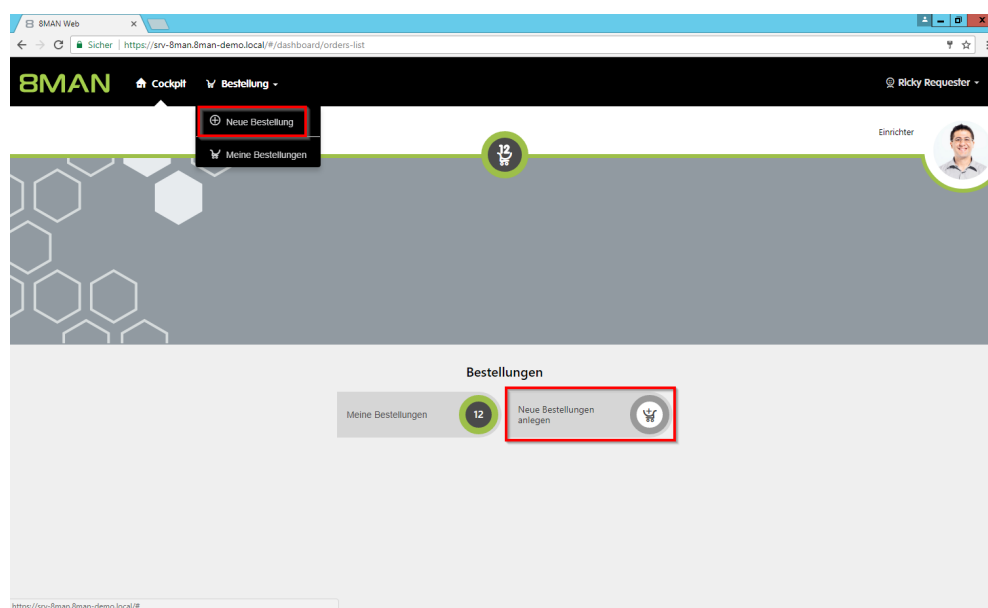 8MAN Web
Sicher | https://srv-8man.8man-demo.local/#/dashboard/orders-list
8MAN Cockpit Bestellung Ricky Requester
Neue Bestellung
Meine Bestellungen
Einrichter
12
Bestellungen
Meine Bestellungen 12
Neue Bestellungen
anlegen
https://srv-8man.8man-demo.local/#